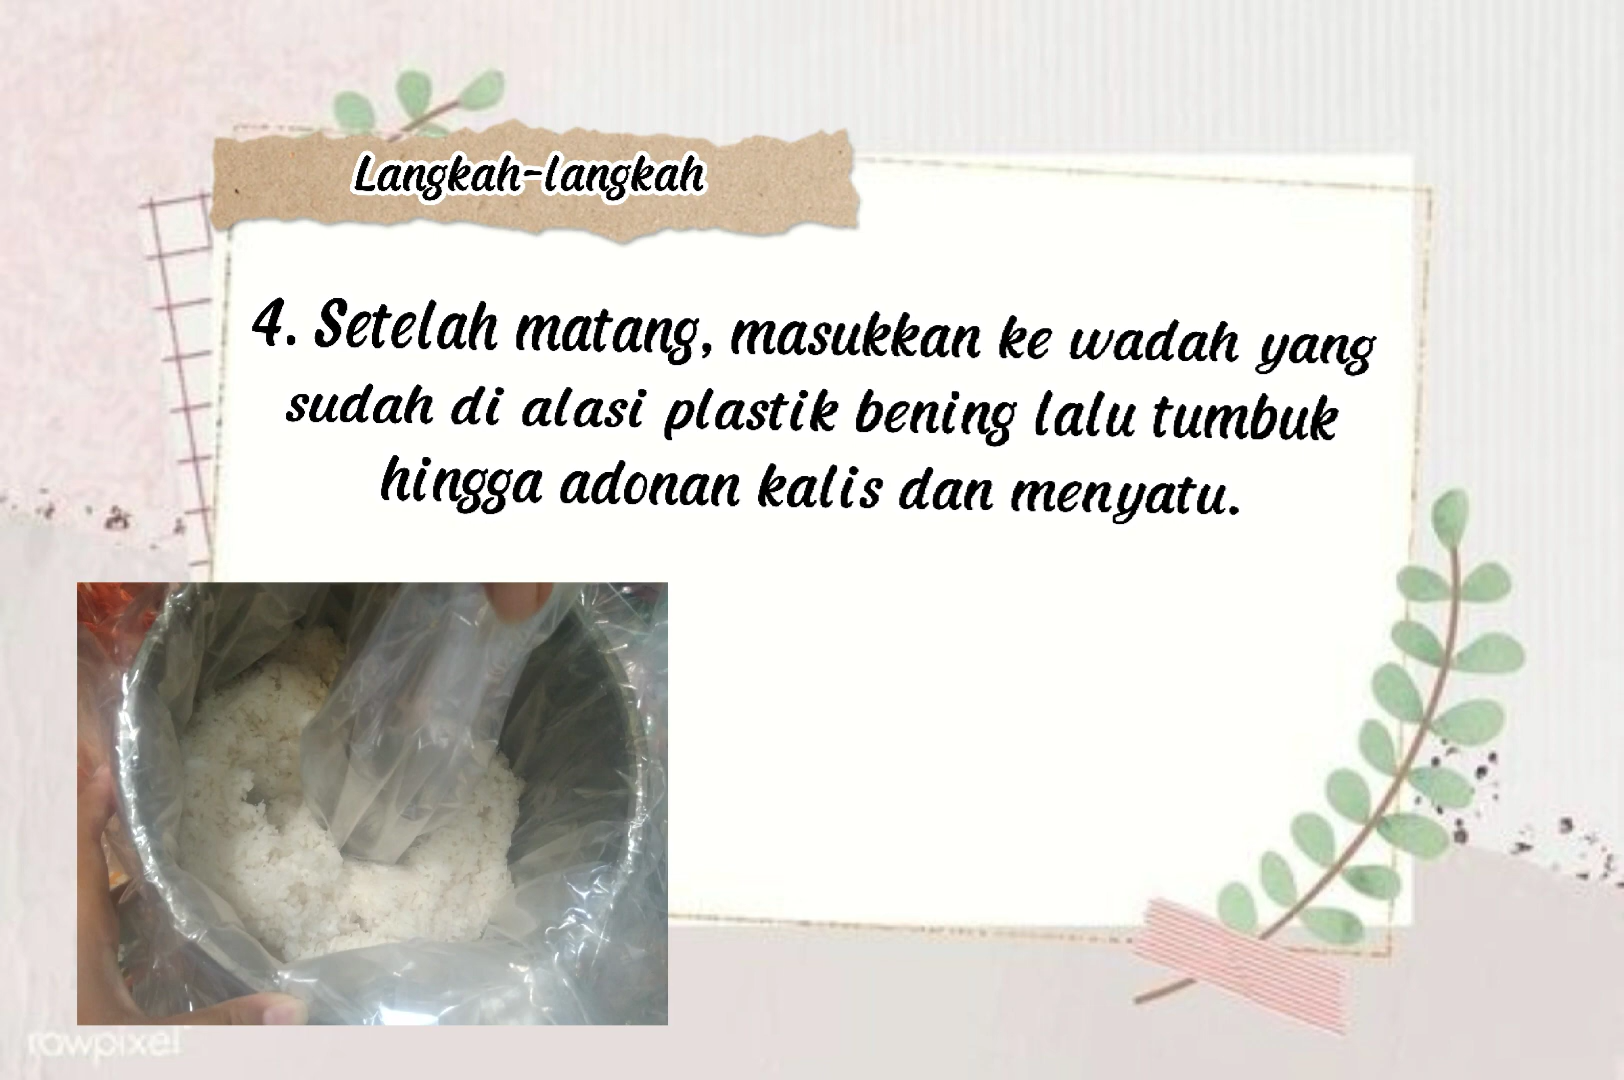 Langkah-langkah
4. Setelah matang, masukkan ke wadah yang
sudah di alasi plastik bening lalu tumbuk
hingga adonan kalis dan menyatu.
rawpixel